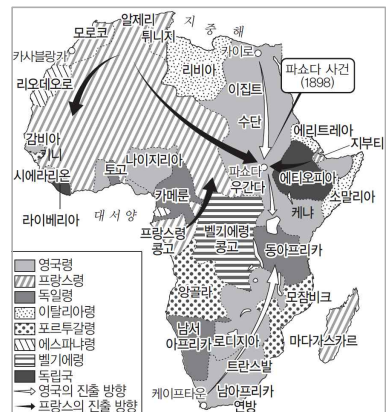 지중해
알제리
모로코
튀니지
카사블랑카
카이로
파쇼다 사건
(1898)
리오데오로
리비아
이집트
수단
에리트레아
지부티
감비아
기니
시에라리온
나이지리아
토고
파쇼다
에티오피아
카메룬
우간다
소말리아
라이베리아
대서양
케냐
프랑스령
콩고
벨기에령
콩고
동아프리카
앙골라
모잠비크
남서
아프리카
로디지아
마다가스카르
트란스발
케이프타운
남아프리카
연방
영국령
프랑스령
독일령
이탈리아령
포르투갈령
에스파냐령
벨기에령
독립국
영국의 진출 방향
프랑스의 진출 방향